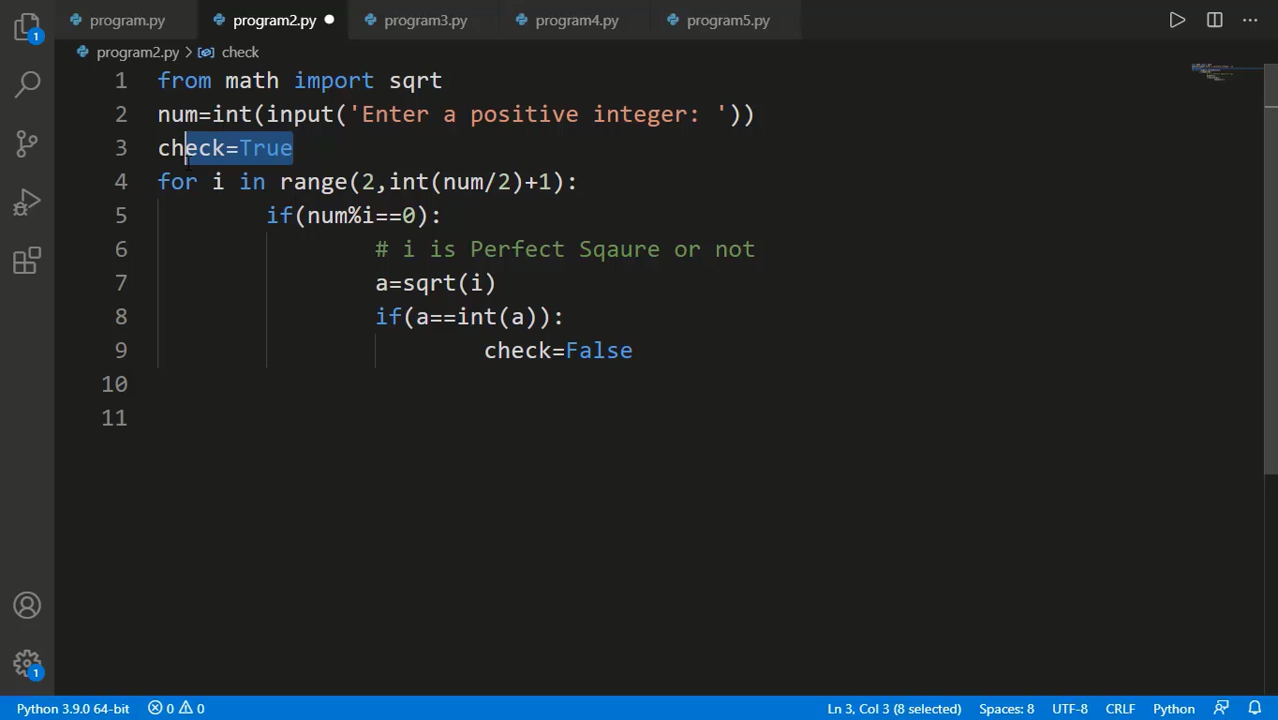 program.py program2.py program3.py program4.py program5.py
program2.py > check
1 from math import sqrt
2 num=int(input('Enter a positive integer: '))
3 check=True
4 for i in range(2,int(num/2)+1):
5 if(num%i==0):
6 # i is Perfect Sqaure or not
7 a=sqrt(i)
8 if(a==int(a)):
9 check=False
10
11
1
1
Python 3.9.0 64-bit 0 0 Ln 3, Col 3 (8 selected) Spaces: 8 UTF-8 CRLF Python